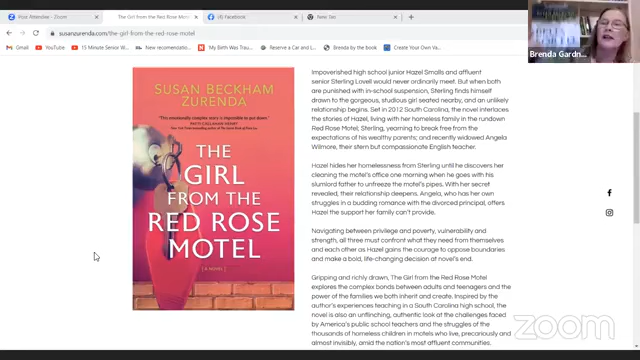 Post Attendee - Zoom
The Girl from the Red Rose Motel
(6) Facebook
susanzurenda.com/the-girl-from-the-red-rose-motel
Gmail
YouTube
15 Minute Senior W...
New recomendation
My Birth Was Traum...
Reserve a Car and L...
Brenda by the book
Brenda Gardn...
SUSAN BECKHAM
ZURENDA
THE
GIRL
FROM THE
RED ROSE
MOTEL
[A NOVEL]
Impoverished high school junior Hazel Smalls and affluent
senior Sterling Lovell would never ordinarily meet. But when both
are punished with in-school suspension, Sterling finds himself
drawn to the gorgeous, studious girl seated nearby, and an unlikely
relationship begins. Set in 2012 South Carolina, the novel interlaces
the stories of Hazel, living with her homeless family in the rundown
Red Rose Motel; Sterling, yearning to break free from the
expectations of his wealthy parents; and recently widowed Angela
Wilmore, their stern but compassionate English teacher.
Hazel hides her homelessness from Sterling until he discovers her
cleaning the motel's office one morning when he goes with his
slumlord father to unfreeze the motel's pipes. With her secret
revealed, their relationship deepens. Angela, who has her own
struggles in a budding romance with the divorced principal, offers
Hazel the support her family can't provide.
Navigating between privilege and poverty, vulnerability and
strength, all three must confront what they need from themselves
and each other as Hazel gains the courage to oppose boundaries
and make a bold, life-changing decision at novel's end.
Gripping and richly drawn, The Girl from the Red Rose Motel
explores the complex bonds between adults and teenagers and the
power of the families we both inherit and create. Inspired by the
author's experiences teaching in a South Carolina high school, the
novel is also an unflinching, authentic look at the challenges
faced by America's public school teachers and the struggles of the
thousands of homeless children in motels who live, precariously and
almost invisibly, amid the nation's most affluent communities.
zoom